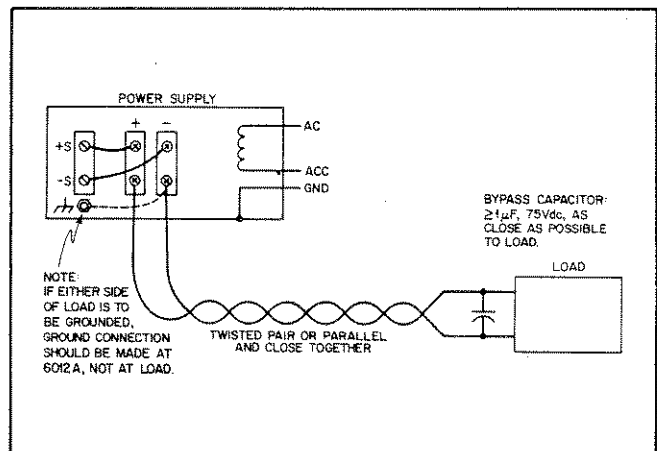 POWER SUPPLY
+ -
+S
-S
AC
ACC
GND
NOTE:
IF EITHER SIDE
OF LOAD IS TO
BE GROUNDED,
GROUND CONNECTION
SHOULD BE MADE AT
6012A, NOT AT LOAD.
TWISTED PAIR OR PARALLEL
AND CLOSE TOGETHER
BYPASS CAPACITOR:
≥1μF, 75Vdc, AS
CLOSE AS POSSIBLE
TO LOAD.
LOAD